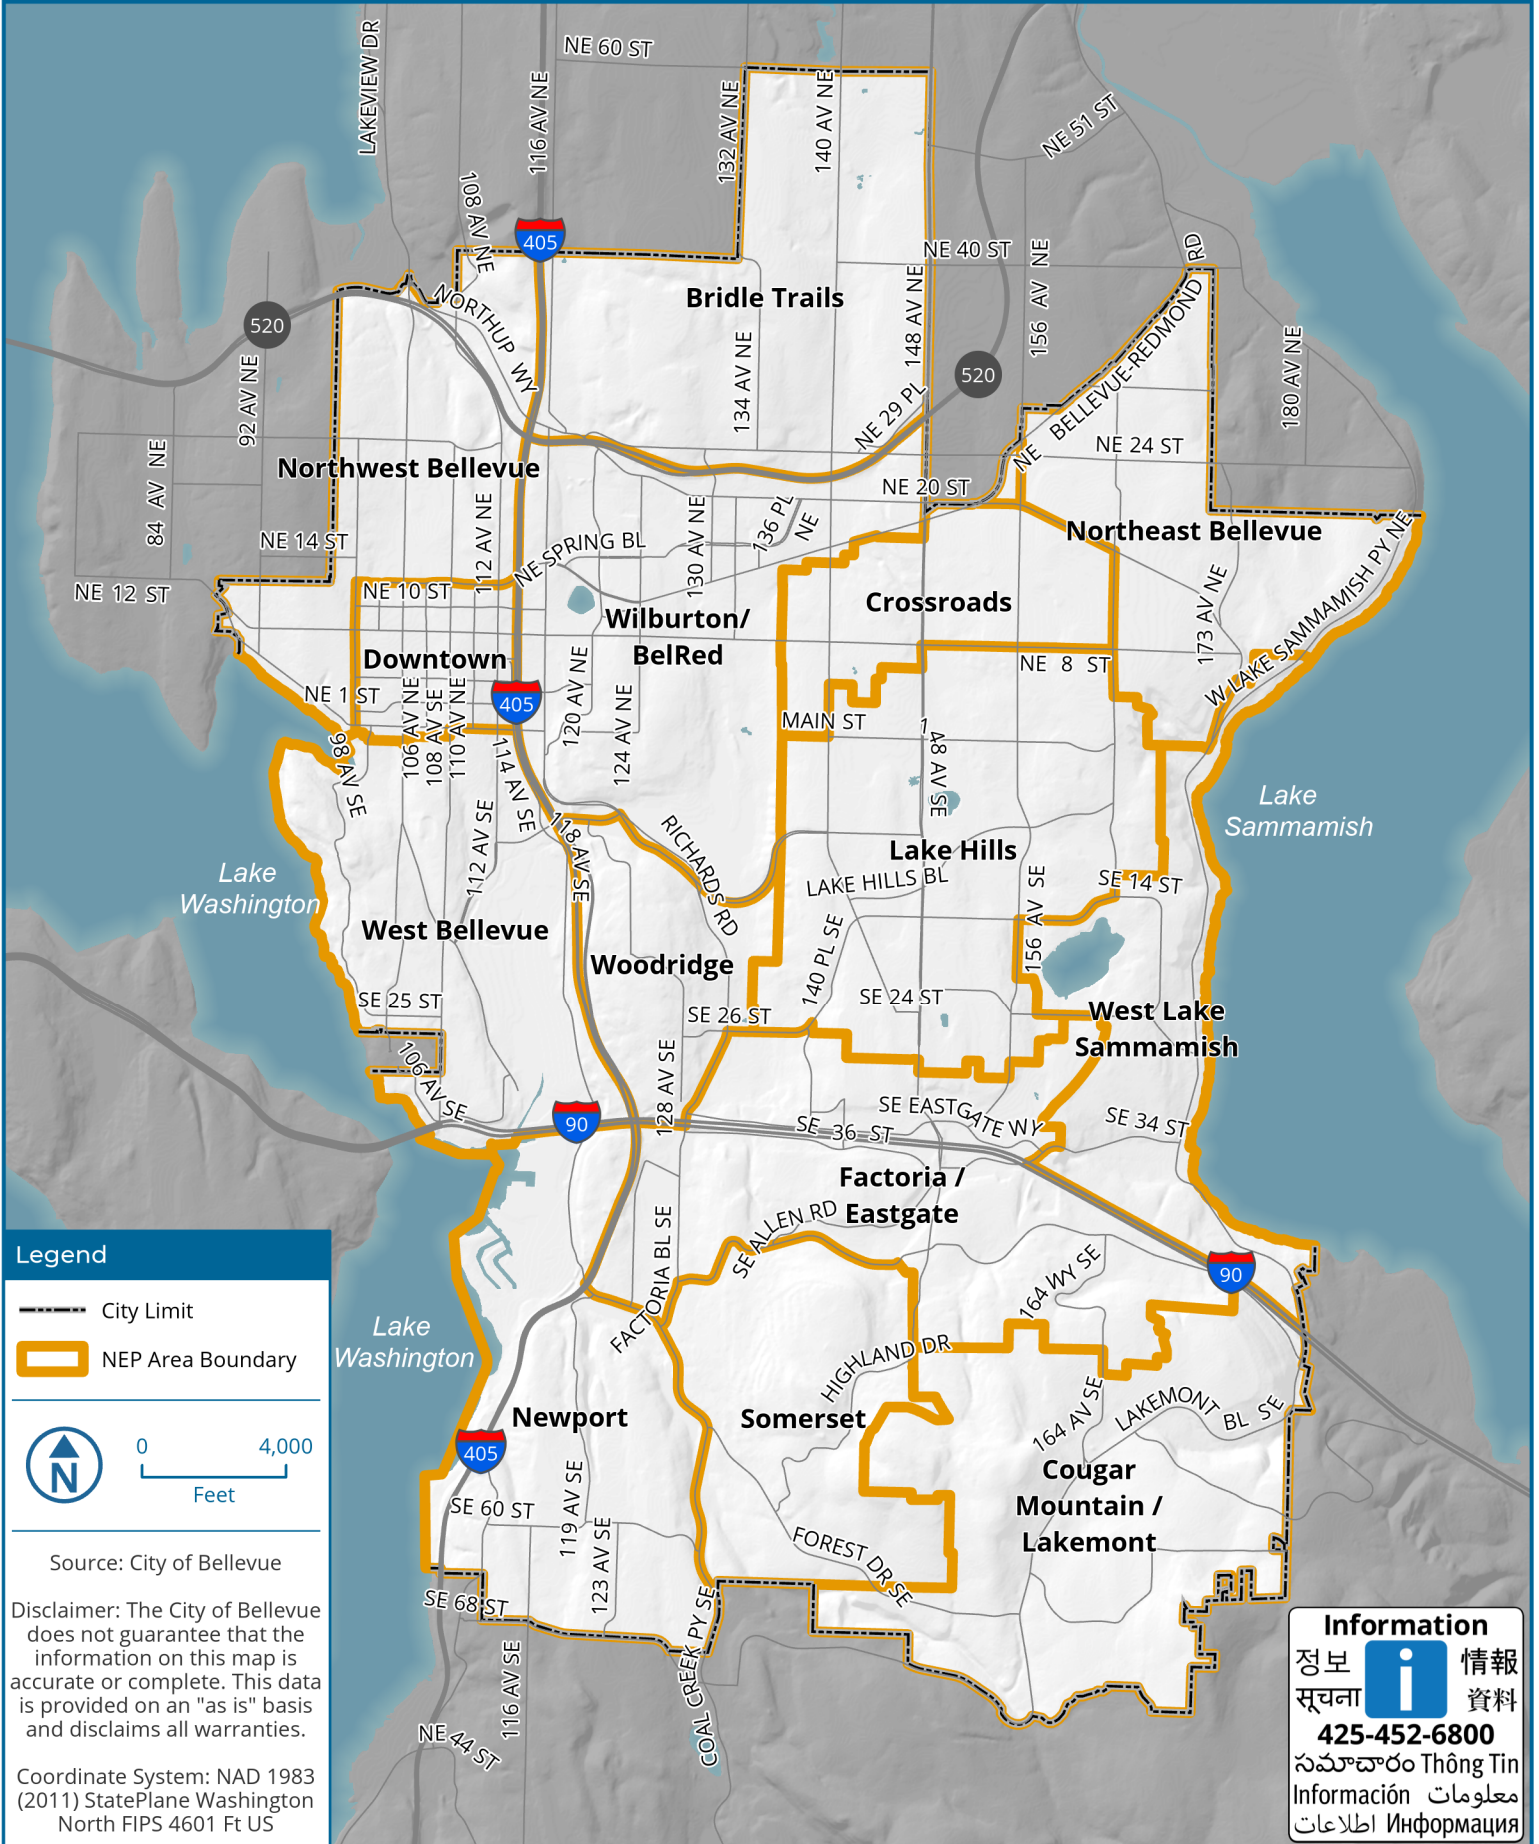 LAKEVIEW DR
NE 60 ST
116 AV NE
132 AV NE
140 AV NE
NE 51 ST
108 AV NE
405
NE 40 ST
156 AV NE
148 AV NE
Bridle Trails
NORTHUP WY
520
520
92 AV NE
134 AV NE
NE 29 PL
NE BELLEVUE-REDMOND RD
180 AV NE
84 AV NE
Northwest Bellevue
NE 24 ST
NE 20 ST
112 AV NE
130 AV NE
136 PL NE
Northeast Bellevue
NE 14 ST
NE SPRING BL
NE 12 ST
NE 10 ST
Wilburton/
BelRed
Crossroads
173 AV NE
W LAKE SAMMAMISH PY NE
Downtown
NE 8 ST
NE 1 ST
405
106 AV NE
108 AV SE
110 AV NE
120 AV NE
124 AV NE
MAIN ST
98 AV SE
114 AV SE
148 AV SE
Lake
Sammamish
112 AV SE
118 AV SE
RICHARDS RD
Lake Hills
LAKE HILLS BL
SE 14 ST
Lake
Washington
West Bellevue
Woodridge
140 PL SE
156 AV SE
SE 25 ST
SE 24 ST
SE 26 ST
West Lake
Sammamish
106 AV SE
128 AV SE
90
SE EASTGATE WY
SE 36 ST
SE 34 ST
Factoria /
Eastgate
SE ALLEN RD
FACTORIA BL SE
164 WY SE
90
Lake
Washington
HIGHLAND DR
Newport
Somerset
164 AV SE
LAKEMONT BL SE
405
Cougar
Mountain /
Lakemont
SE 60 ST
119 AV SE
123 AV SE
FOREST DR SE
SE 68 ST
116 AV SE
COAL CREEK PY SE
NE 44 ST
Legend
City Limit
NEP Area Boundary
N
0 4,000
Feet
Source: City of Bellevue
Disclaimer: The City of Bellevue
does not guarantee that the
information on this map is
accurate or complete. This data
is provided on an "as is" basis
and disclaims all warranties.
Coordinate System: NAD 1983
(2011) StatePlane Washington
North FIPS 4601 Ft US
Information
정보 i 情報
सूचना 資料
425-452-6800
సమాచారం Thông Tin
Información معلومات
اطلاعات Информация